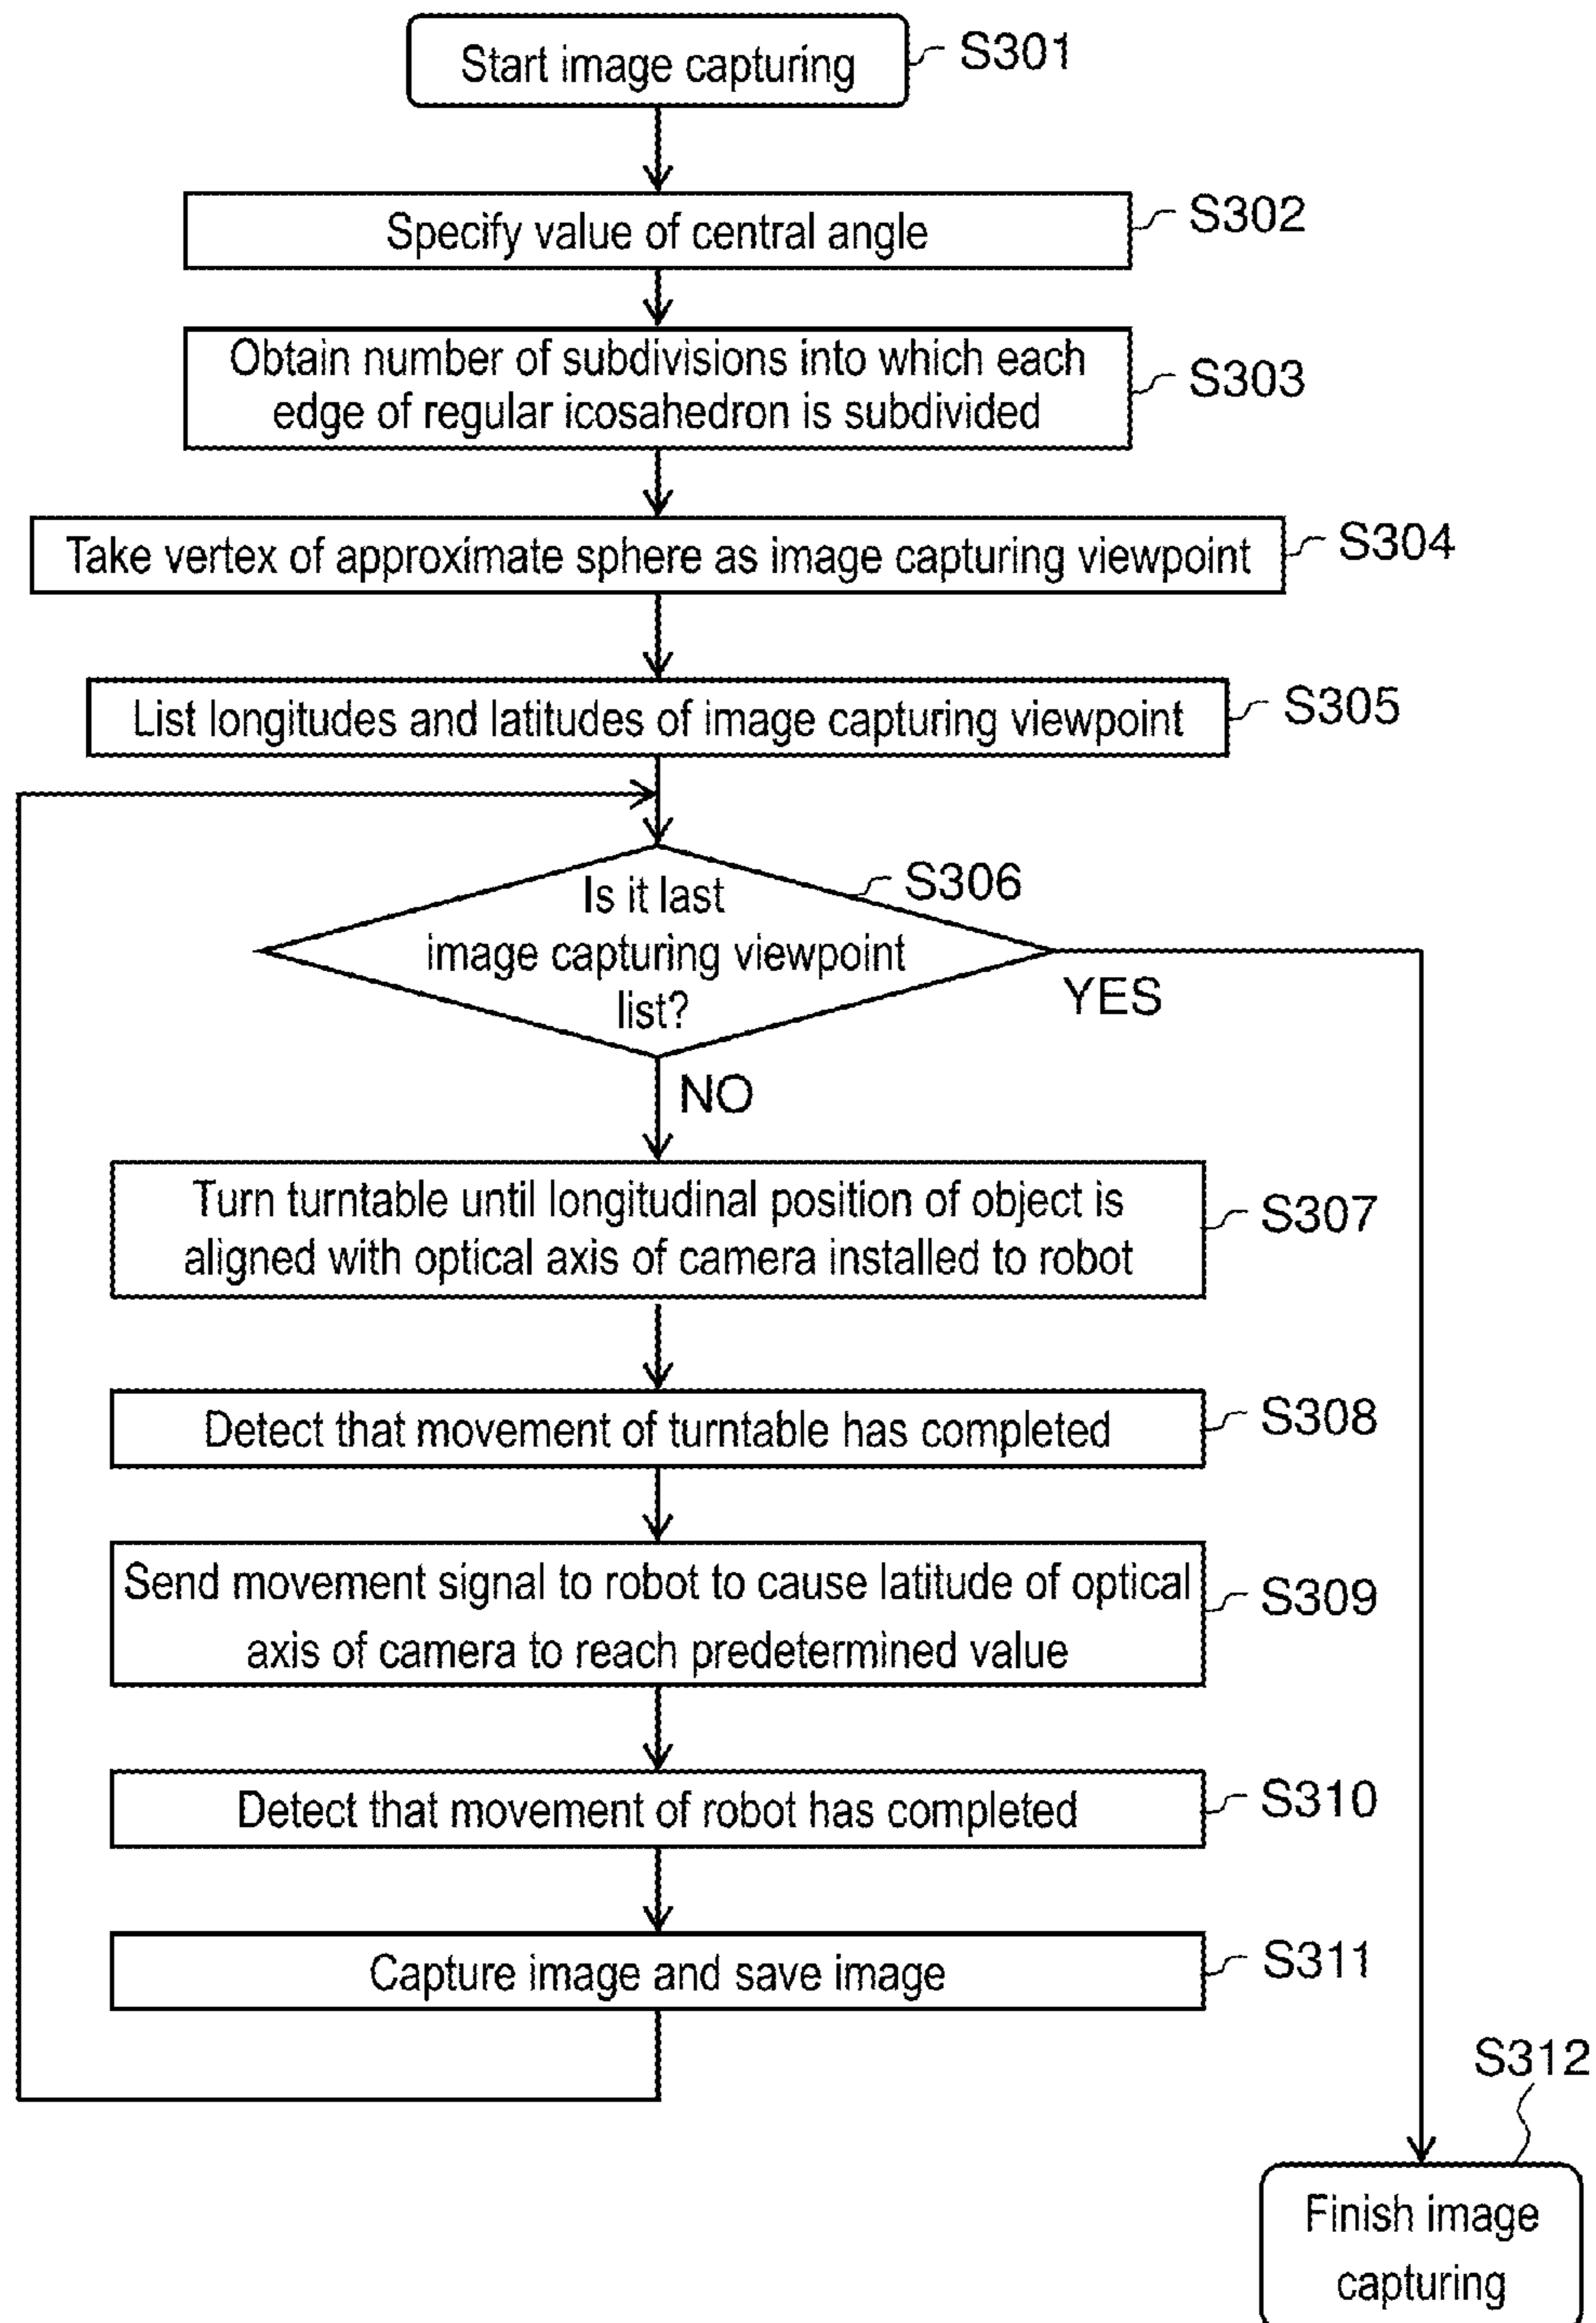 Start image capturing
S301
Specify value of central angle
S302
Obtain number of subdivisions into which each
edge of regular icosahedron is subdivided
S303
Take vertex of approximate sphere as image capturing viewpoint
S304
List longitudes and latitudes of image capturing viewpoint
S305
Is it last
image capturing viewpoint
list?
S306
YES
NO
Turn turntable until longitudinal position of object is
aligned with optical axis of camera installed to robot
S307
Detect that movement of turntable has completed
S308
Send movement signal to robot to cause latitude of optical
axis of camera to reach predetermined value
S309
Detect that movement of robot has completed
S310
Capture image and save image
S311
S312
Finish image
capturing